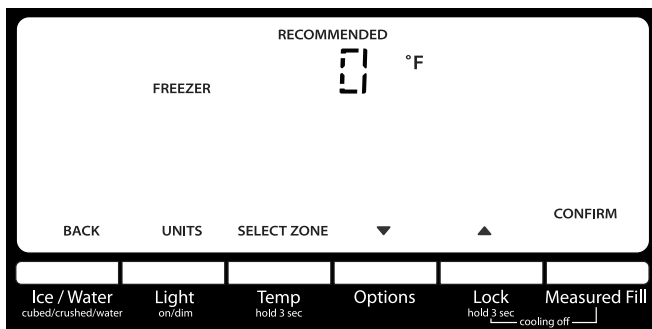 RECOMMENDED
0 °F
FREEZER
CONFIRM
BACK UNITS SELECT ZONE ▼ ▲
Ice / Water Light Temp Options Lock Measured Fill
cubed/crushed/water on/dim hold 3 sec hold 3 sec
cooling off